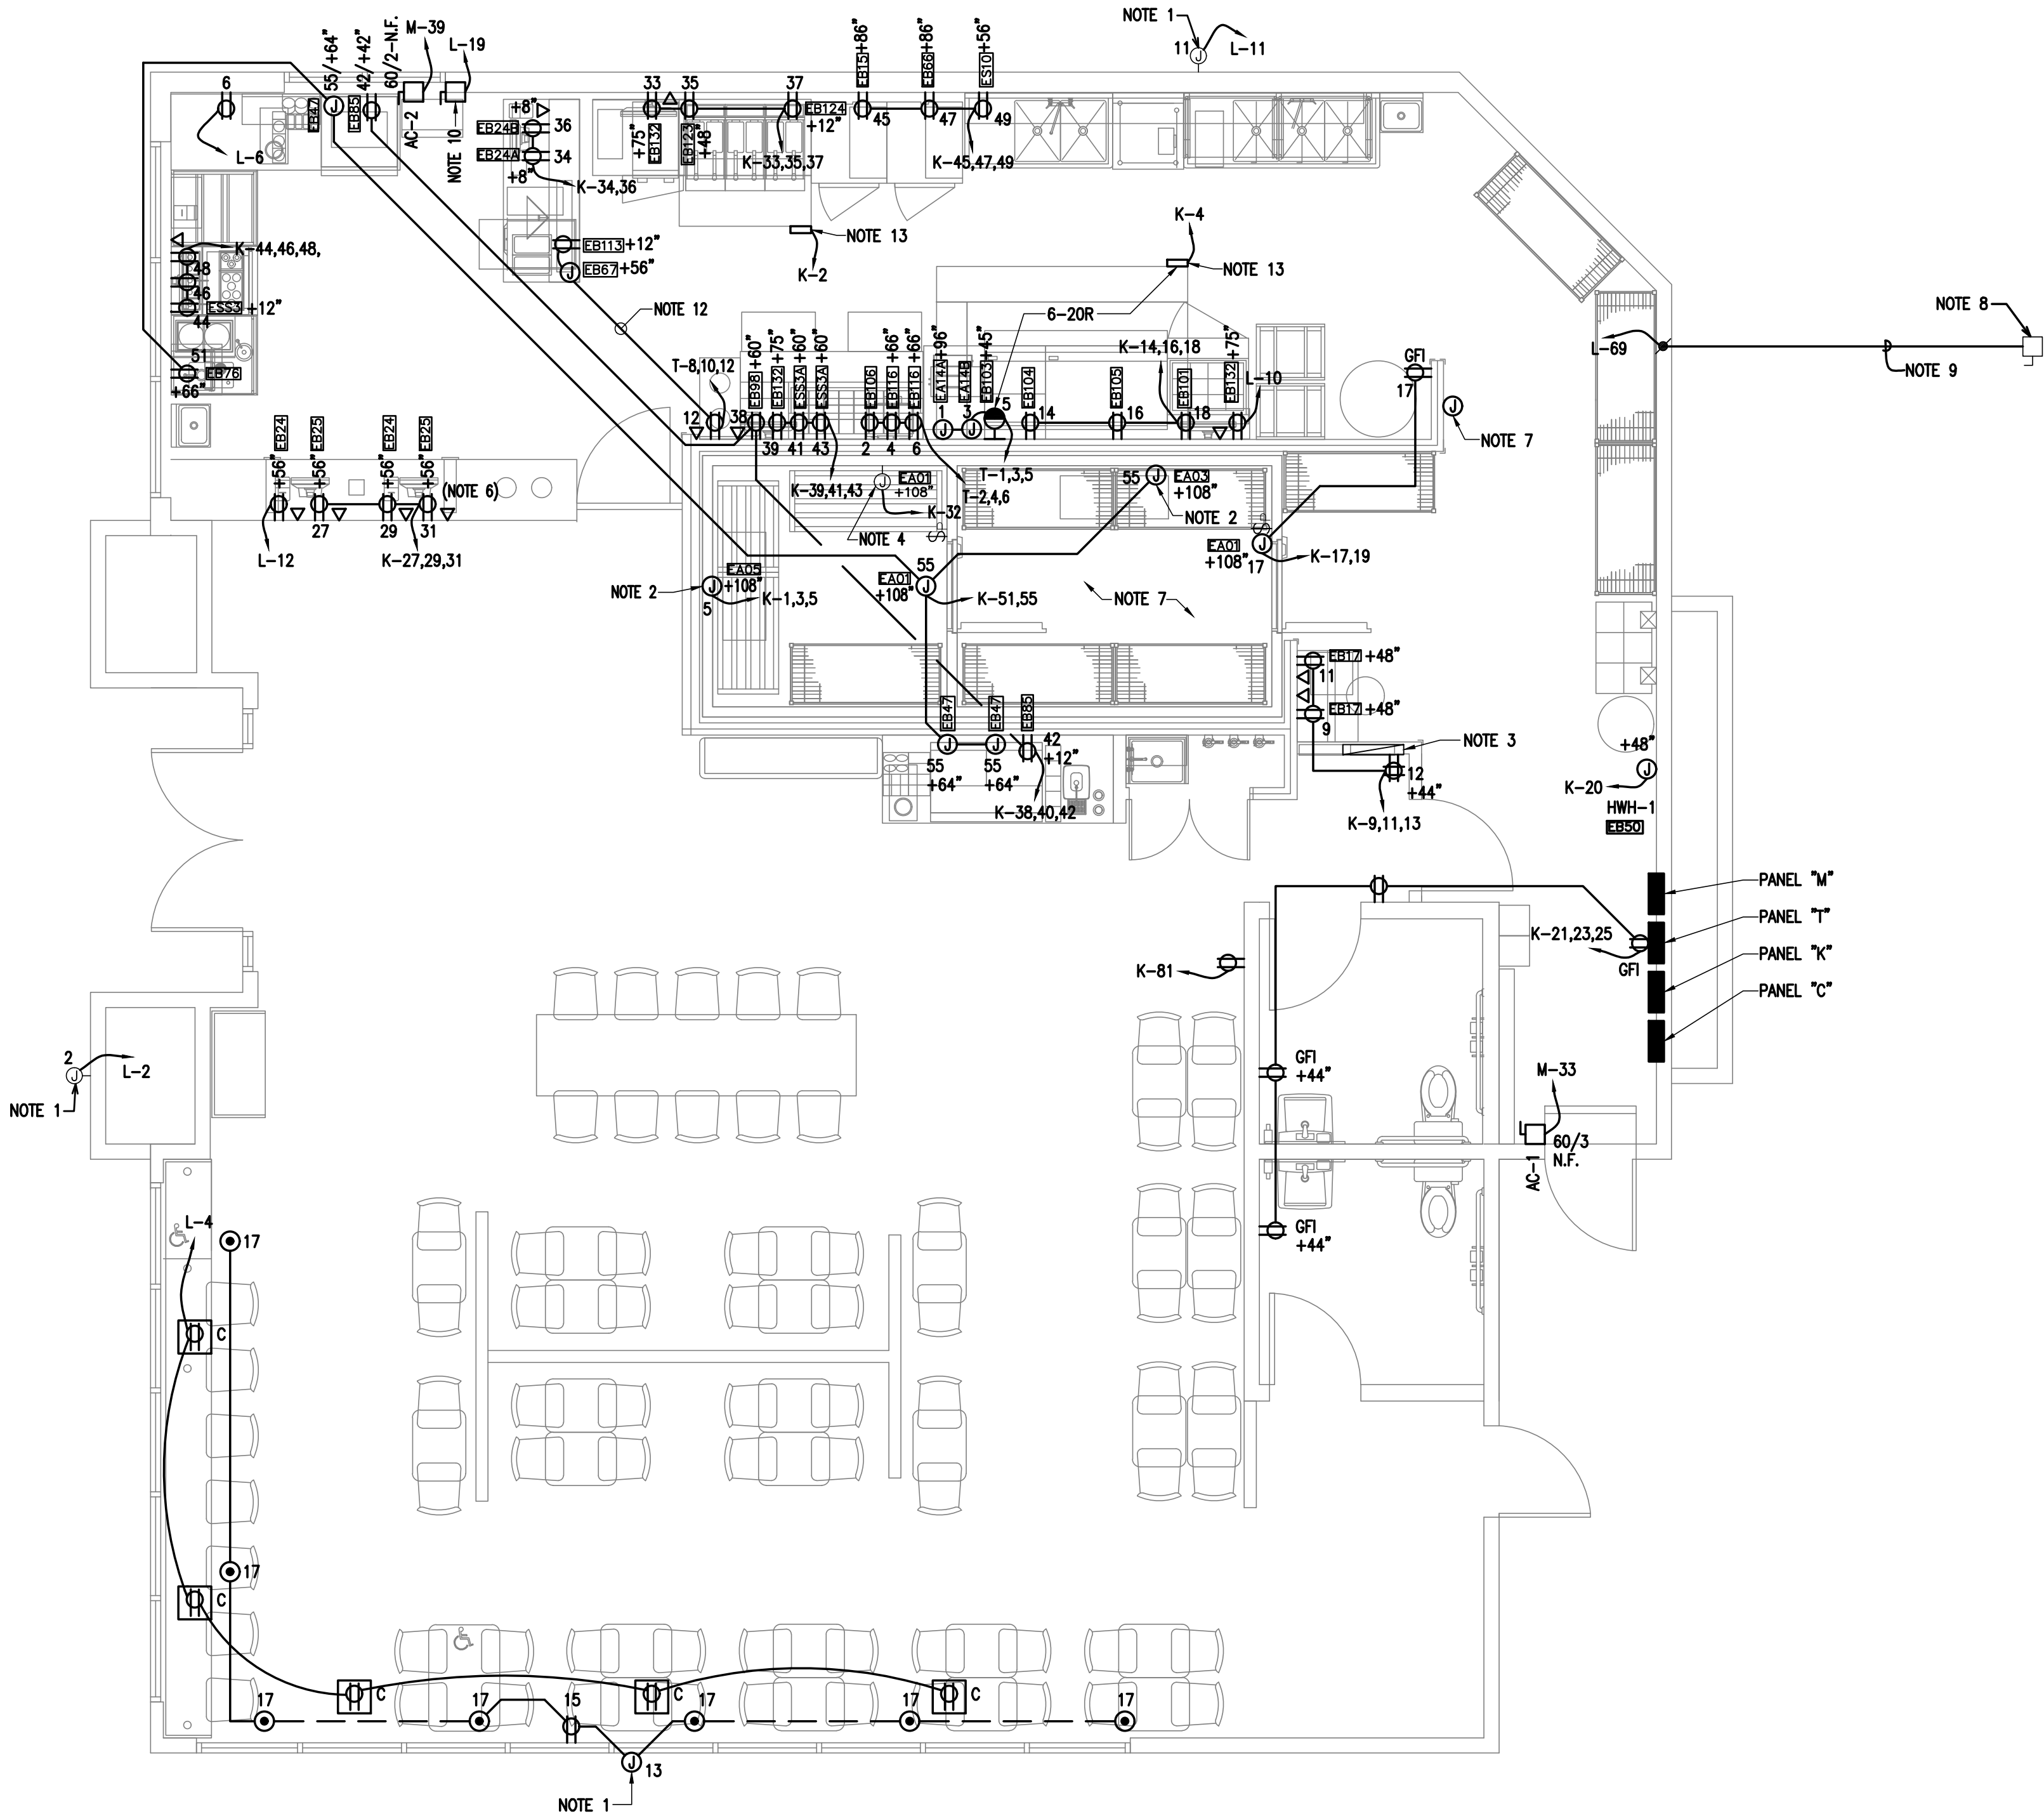 NOTE 1
11
L-11
6
L-6
EB47
55/+64"
EB85
42/+42"
60/2-N.F.
M-39
AC-2
L-19
NOTE 10
+8"
EB24B
36
EB24A
34
+8"
K-34,36
33
35
37
+75"
EB132
EB123
+48"
EB124
+12"
K-33,35,37
EB15
+86"
EB66
+86"
ES10
+56"
45
47
49
K-45,47,49
K-44,46,48,
48
46
ESS3
+12"
44
51
EB76
+66"
EB113
+12"
EB67
+56"
NOTE 12
NOTE 13
K-2
K-4
NOTE 13
6-20R
T-8,10,12
12
38
EB98
+60"
EB132
+75"
ESS3A
+60"
ESS3A
+60"
EB106
EB116
+66"
EB116
+66"
EA14A
+96"
EA14B
EB103
+45"
EB104
EB105
K-14,16,18
EB101
EB132
+75"
L-10
39
41
43
2
4
6
1
3
5
14
16
18
GFI
17
NOTE 7
L-69
NOTE 8
NOTE 9
EB24
+56"
EB25
+56"
EB24
+56"
EB25
+56"
(NOTE 6)
27
29
31
L-12
K-27,29,31
K-39,41,43
EA01
+108"
K-32
NOTE 4
T-2,4,6
T-1,3,5
55
EA03
+108"
NOTE 2
EA01
+108"
17
K-17,19
NOTE 2
EA05
+108"
5
K-1,3,5
55
EA01
+108"
K-51,55
NOTE 7
EB17
+48"
11
EB17
+48"
9
NOTE 3
12
+44"
K-9,11,13
EB47
EB47
EB85
55
+64"
55
+64"
42
+12"
K-38,40,42
+48"
K-20
HWH-1
EB50
PANEL "M"
PANEL "T"
PANEL "K"
PANEL "C"
K-21,23,25
GFI
K-81
GFI
+44"
GFI
+44"
M-33
60/3
N.F.
AC-1
2
L-2
NOTE 1
L-4
17
C
17
C
17
C
17
15
C
17
17
C
17
13
NOTE 1